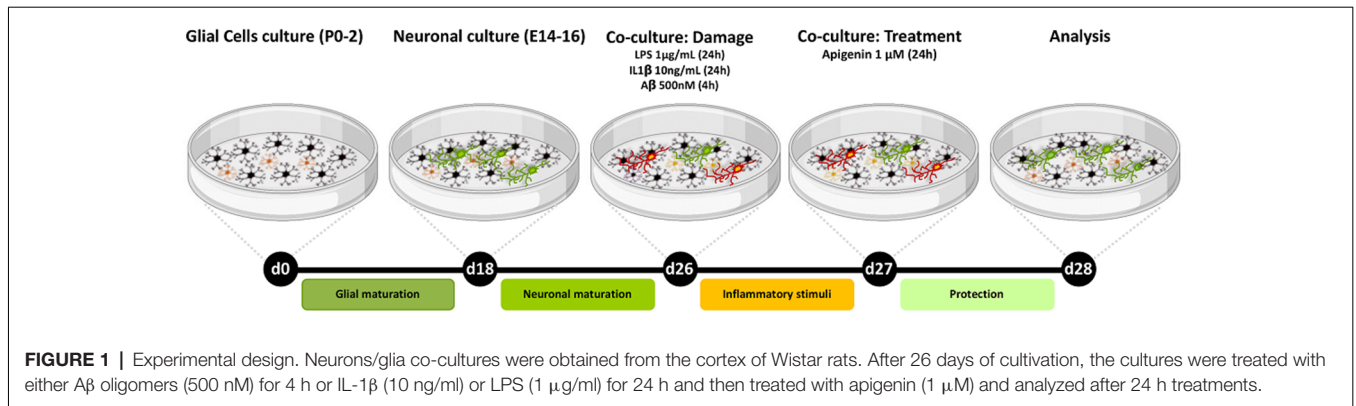 Glial Cells culture (P0-2)
Neuronal culture (E14-16)
Co-culture: Damage
LPS 1µg/mL (24h)
IL1β 10ng/mL (24h)
Aβ 500nM (4h)
Co-culture: Treatment
Apigenin 1 µM (24h)
Analysis
d0
d18
d26
d27
d28
Glial maturation
Neuronal maturation
Inflammatory stimuli
Protection
FIGURE 1 | Experimental design. Neurons/glia co-cultures were obtained from the cortex of Wistar rats. After 26 days of cultivation, the cultures were treated with
either Aβ oligomers (500 nM) for 4 h or IL-1β (10 ng/ml) or LPS (1 µg/ml) for 24 h and then treated with apigenin (1 µM) and analyzed after 24 h treatments.